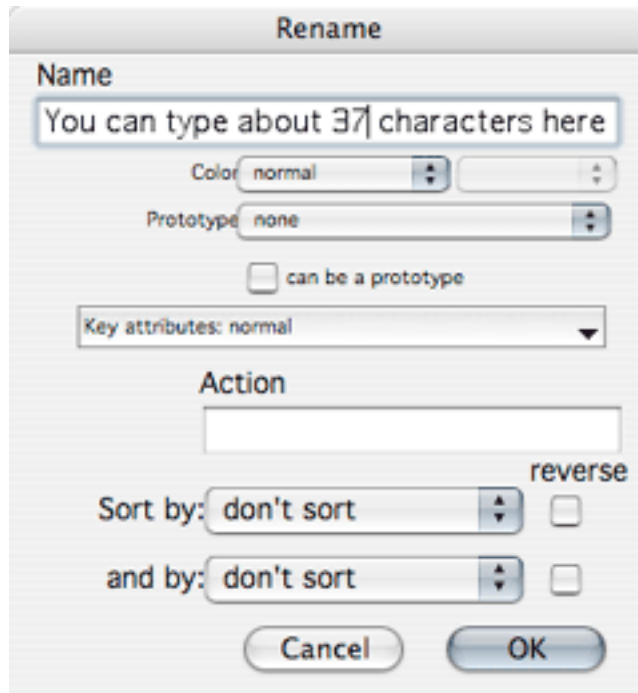 Rename
Name
You can type about 37 characters here
Color normal
Prototype none
can be a prototype
Key attributes: normal
Action
reverse
Sort by: don't sort
and by: don't sort
Cancel OK